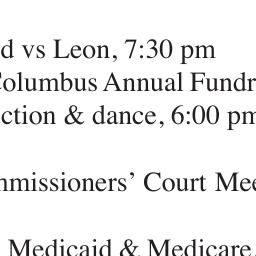 d vs Leon, 7:30 pm
Columbus Annual Fundr
ction & dance, 6:00 pm
mmissioners’ Court Mee
Medicaid & Medicare,